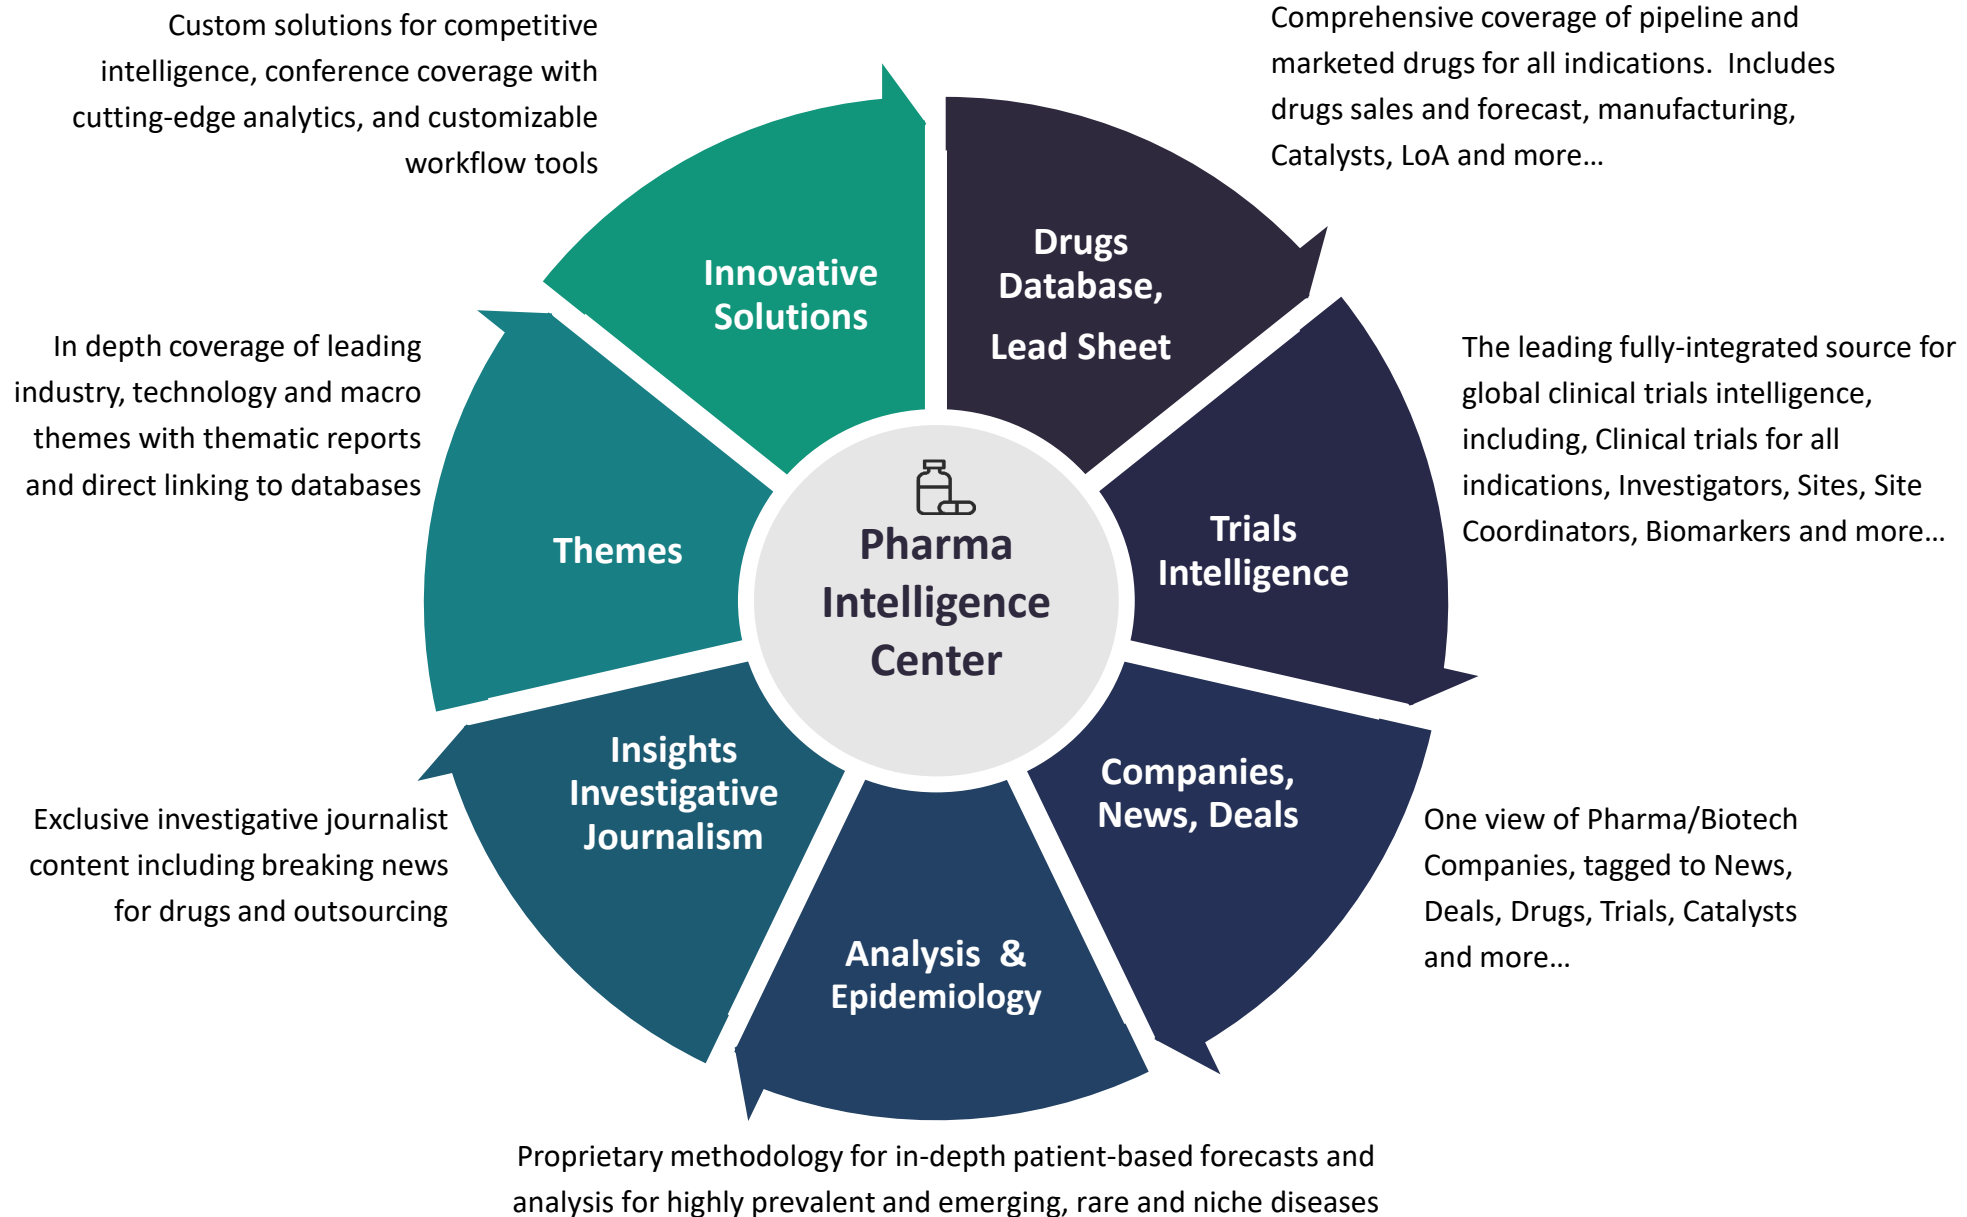 Custom solutions for competitive
intelligence, conference coverage with
cutting-edge analytics, and customizable
workflow tools
Comprehensive coverage of pipeline and
marketed drugs for all indications.  Includes
drugs sales and forecast, manufacturing,
Catalysts, LoA and more…
Innovative
Solutions
Drugs
Database,
Lead Sheet
In depth coverage of leading
industry, technology and macro
themes with thematic reports
and direct linking to databases
The leading fully-integrated source for
global clinical trials intelligence,
including, Clinical trials for all
indications, Investigators, Sites, Site
Coordinators, Biomarkers and more…
Themes
Pharma
Intelligence
Center
Trials
Intelligence
Insights
Investigative
Journalism
Companies,
News, Deals
Exclusive investigative journalist
content including breaking news
for drugs and outsourcing
One view of Pharma/Biotech
Companies, tagged to News,
Deals, Drugs, Trials, Catalysts
and more…
Analysis  &
Epidemiology
Proprietary methodology for in-depth patient-based forecasts and
analysis for highly prevalent and emerging, rare and niche diseases